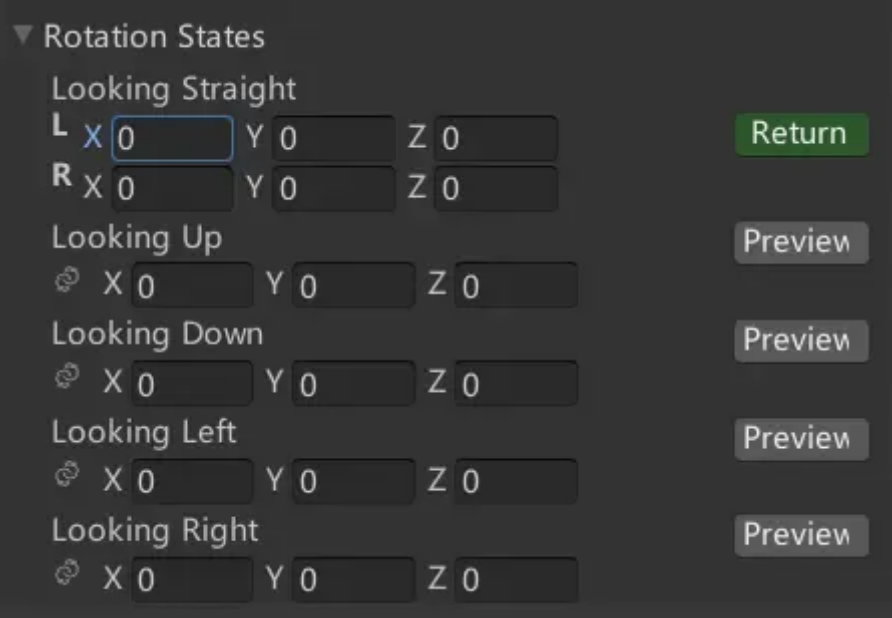 Rotation States
Looking Straight
L X 0 Y 0 Z 0 Return
R X 0 Y 0 Z 0
Looking Up Preview
X 0 Y 0 Z 0
Looking Down Preview
X 0 Y 0 Z 0
Looking Left Preview
X 0 Y 0 Z 0
Looking Right Preview
X 0 Y 0 Z 0